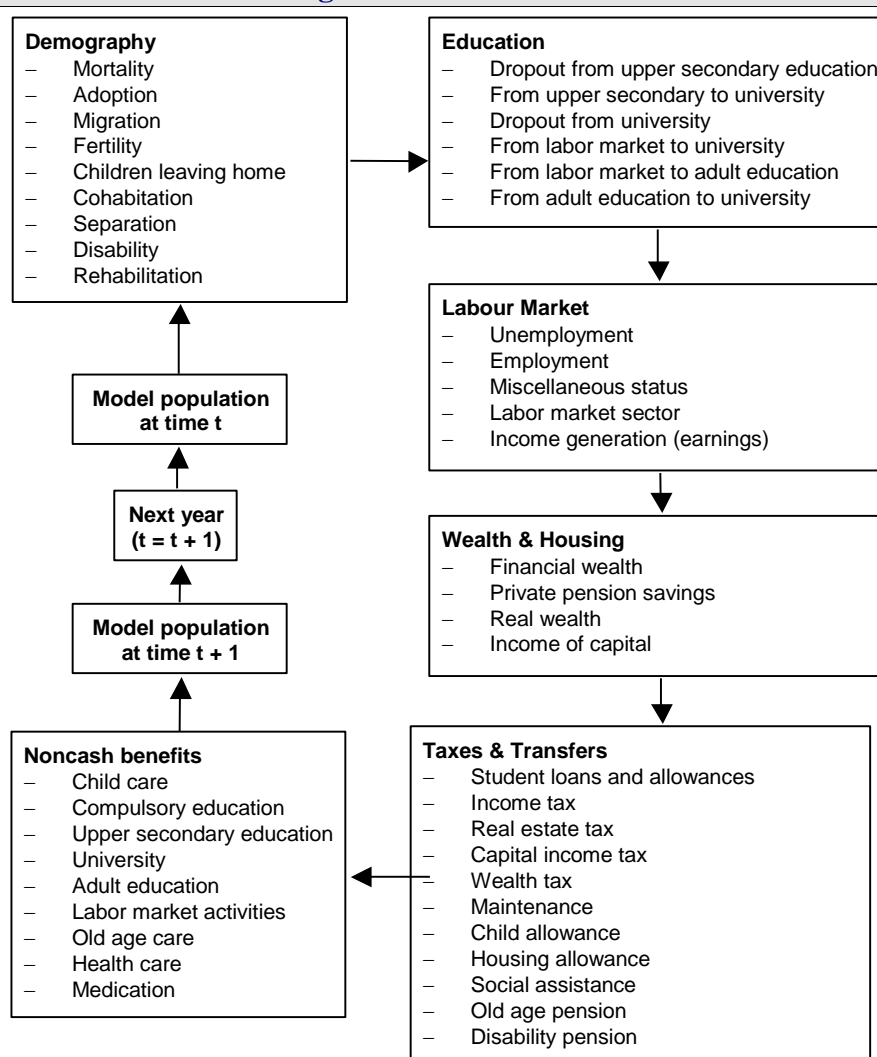 Demography
– Mortality
– Adoption
– Migration
– Fertility
– Children leaving home
– Cohabitation
– Separation
– Disability
– Rehabilitation
Education
– Dropout from upper secondary education
– From upper secondary to university
– Dropout from university
– From labor market to university
– From labor market to adult education
– From adult education to university
Labour Market
– Unemployment
– Employment
– Miscellaneous status
– Labor market sector
– Income generation (earnings)
Wealth & Housing
– Financial wealth
– Private pension savings
– Real wealth
– Income of capital
Taxes & Transfers
– Student loans and allowances
– Income tax
– Real estate tax
– Capital income tax
– Wealth tax
– Maintenance
– Child allowance
– Housing allowance
– Social assistance
– Old age pension
– Disability pension
Noncash benefits
– Child care
– Compulsory education
– Upper secondary education
– University
– Adult education
– Labor market activities
– Old age care
– Health care
– Medication
Model population
at time t + 1
Next year
(t = t + 1)
Model population
at time t